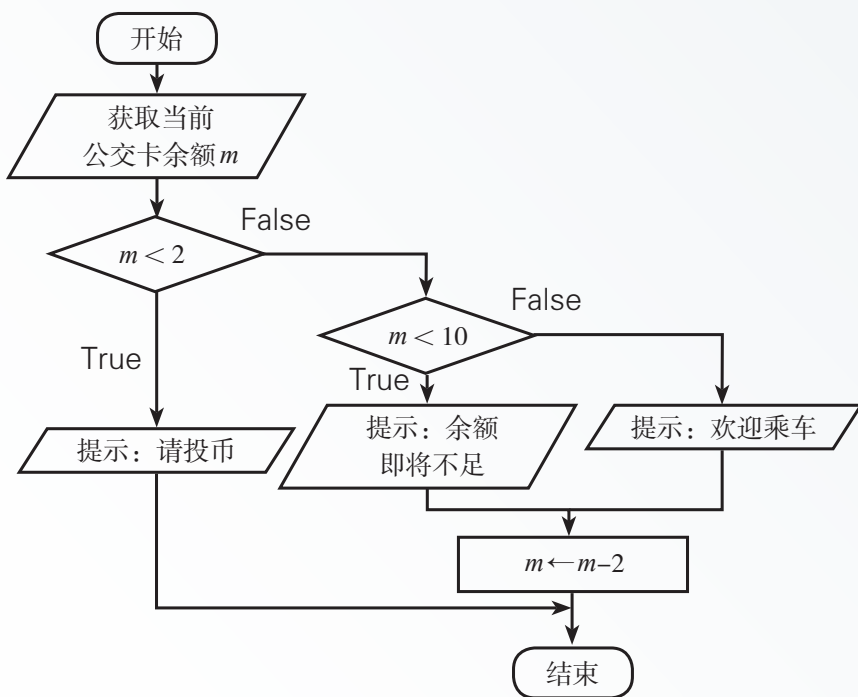 开始
获取当前
公交卡余额m
False
m < 2
False
m < 10
True
True
提示：余额
即将不足
提示：欢迎乘车
提示：请投币
m←m–2
结束